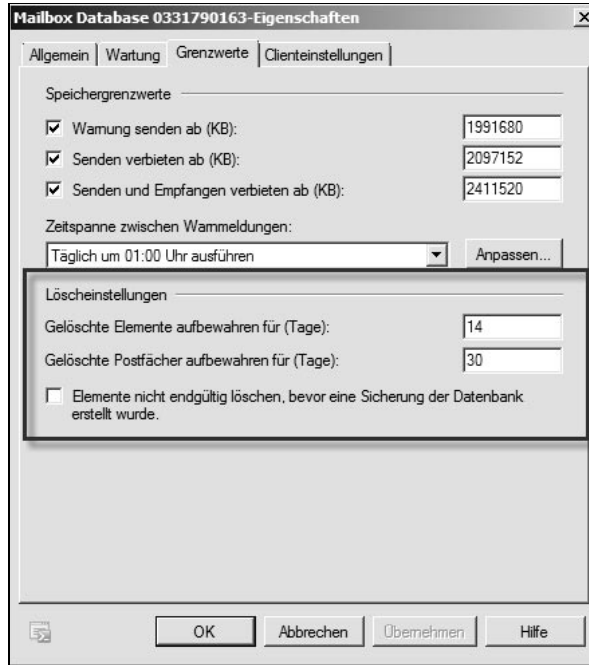 Mailbox Database 0331790163-Eigenschaften
Allgemein Wartung Grenzwerte Clienteinstellungen
Speichergrenzwerte
Warnung senden ab (KB): 1991680
Senden verbieten ab (KB): 2097152
Senden und Empfangen verbieten ab (KB): 2411520
Zeitspanne zwischen Warnmeldungen:
Täglich um 01:00 Uhr ausführen Anpassen...
Löscheinstellungen
Gelöschte Elemente aufbewahren für (Tage): 14
Gelöschte Postfächer aufbewahren für (Tage): 30
Elemente nicht endgültig löschen, bevor eine Sicherung der Datenbank
erstellt wurde.
OK Abbrechen Übernehmen Hilfe